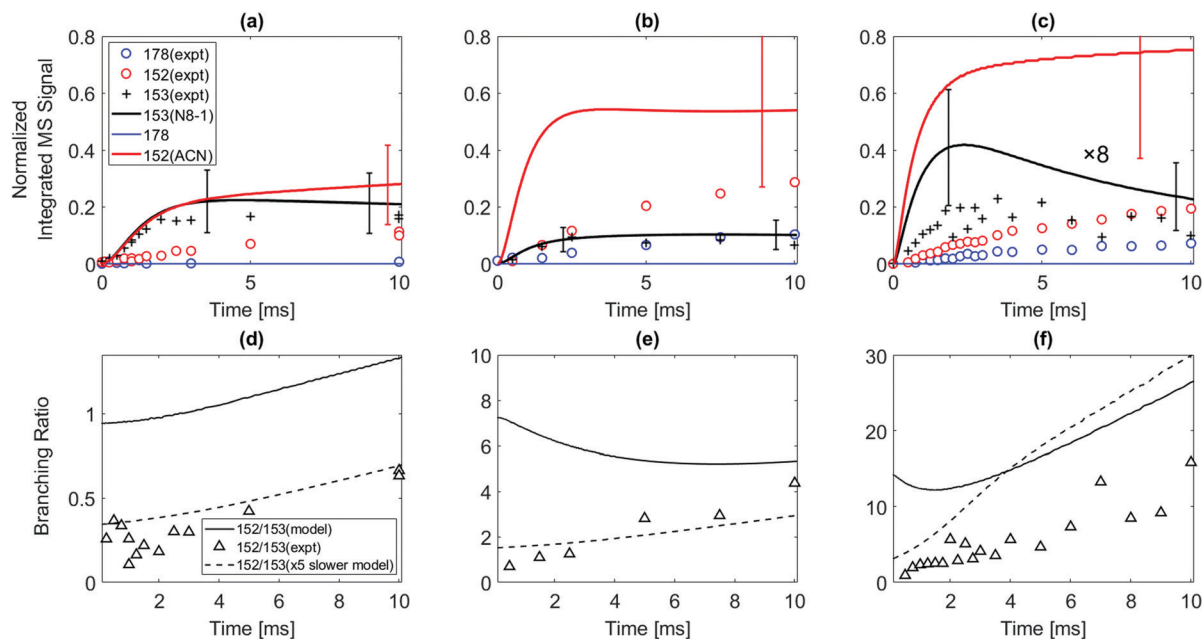 (a)
(b)
(c)
Normalized
Integrated MS Signal
0.8
0.6
0.4
0.2
0
178(expt)
152(expt)
153(expt)
153(N8-1)
178
152(ACN)
0
5
10
Time [ms]
0.8
0.6
0.4
0.2
0
0
5
10
Time [ms]
0.8
0.6
0.4
0.2
0
×8
0
5
10
Time [ms]
(d)
(e)
(f)
Branching Ratio
1
0.5
0
152/153(model)
152/153(expt)
152/153(x5 slower model)
2
4
6
8
10
Time [ms]
10
8
6
4
2
0
2
4
6
8
10
Time [ms]
30
20
10
0
2
4
6
8
10
Time [ms]